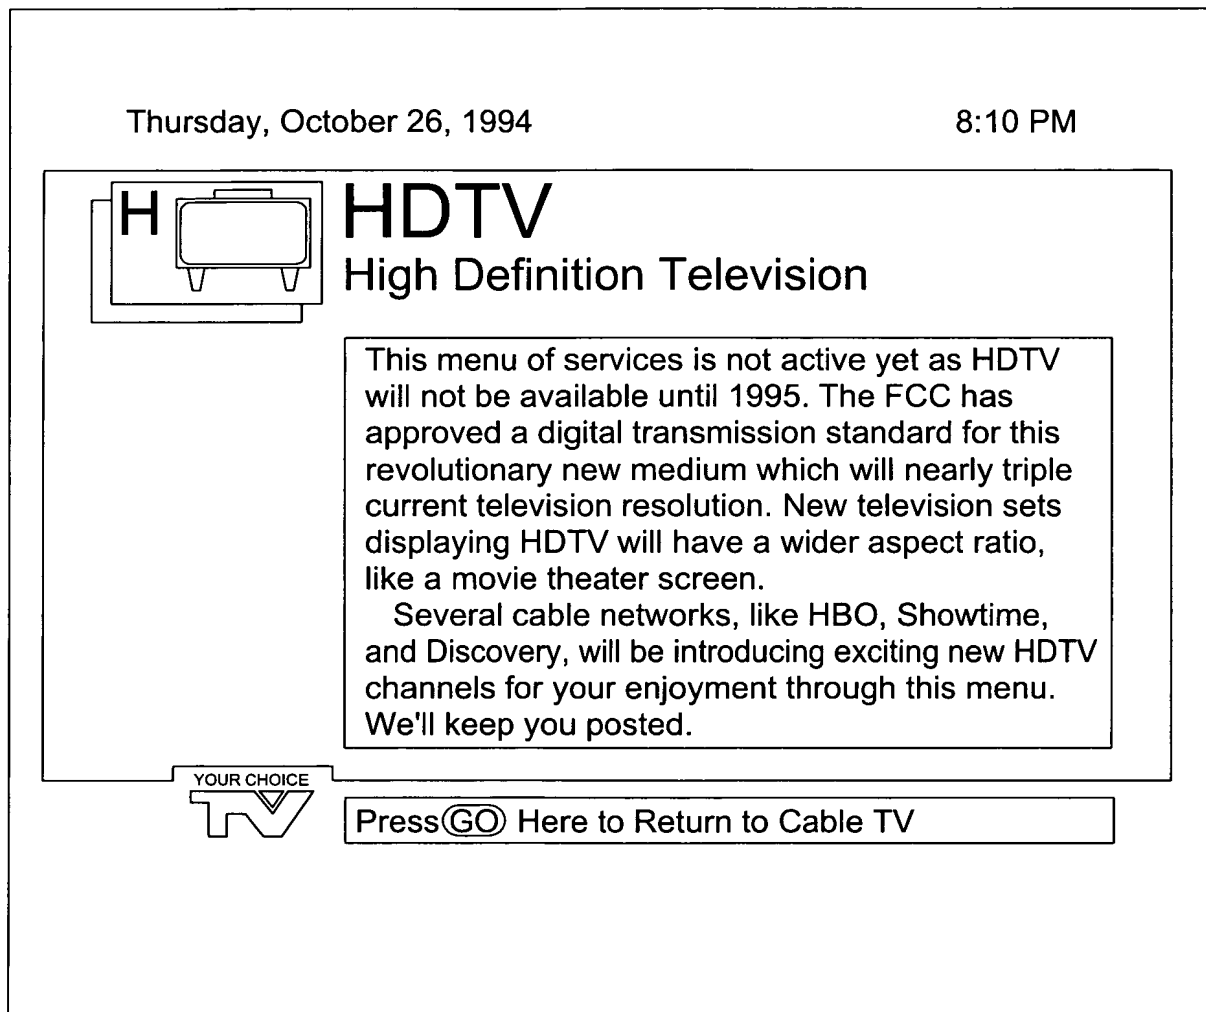 Thursday, October 26, 1994 8:10 PM
H
HDTV
High Definition Television
This menu of services is not active yet as HDTV
will not be available until 1995. The FCC has
approved a digital transmission standard for this
revolutionary new medium which will nearly triple
current television resolution. New television sets
displaying HDTV will have a wider aspect ratio,
like a movie theater screen.
Several cable networks, like HBO, Showtime,
and Discovery, will be introducing exciting new HDTV
channels for your enjoyment through this menu.
We'll keep you posted.
YOUR CHOICE
TV
Press GO Here to Return to Cable TV